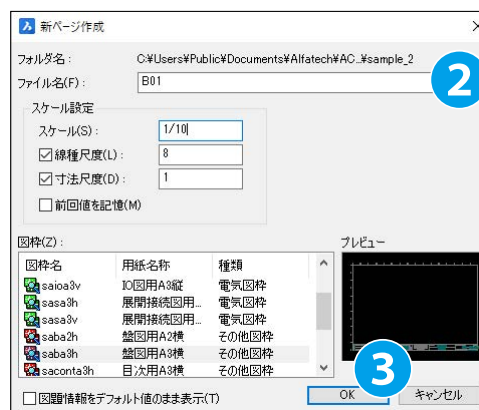 新ページ作成
フォルダ名： C:¥Users¥Public¥Documents¥Alfatech¥AC_¥sample_2
ファイル名(F)： B01
2
スケール設定
スケール(S)： 1/10
線種尺度(L)： 8
寸法尺度(D)： 1
前回値を記憶(M)
図枠(Z)： プレビュー
図枠名 用紙名称 種類
saioa3v IO図用A3縦 電気図枠
sasa3h 展開接続図用... 電気図枠
sasa3v 展開接続図用... 電気図枠
saba2h 盤図用A2横 その他図枠
saba3h 盤図用A3横 その他図枠
saconta3h 目次用A3横 その他図枠
3
図題情報をデフォルト値のまま表示(T) OK キャンセル